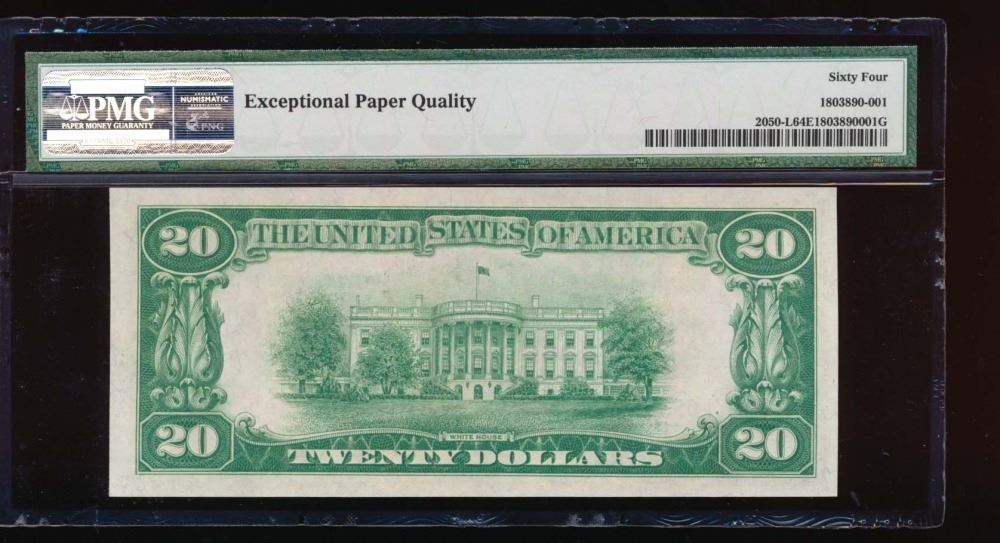 PMG
PAPER MONEY GUARANTY
NUMISMATIC
PNG
Exceptional Paper Quality
Sixty Four
1803890-001
2050-L64E1803890001G
20 THE UNITED STATES OF AMERICA 20
WHITE HOUSE
20 TWENTY DOLLARS 20